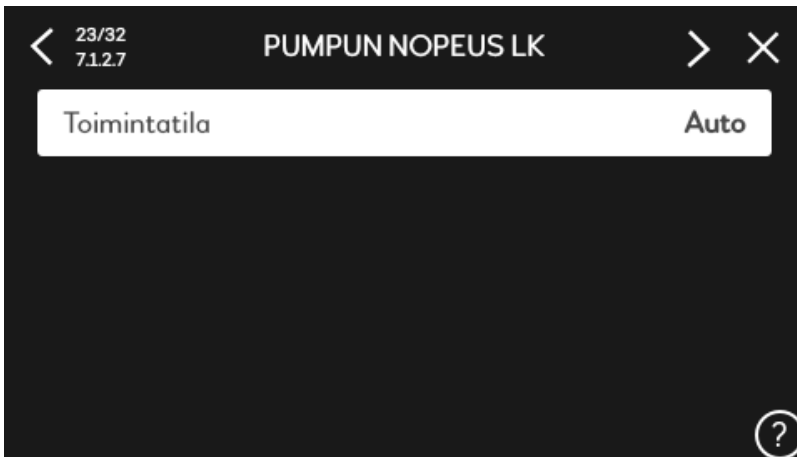 23/32
7.1.2.7
PUMPUN NOPEUS LK
Toimintatila Auto
?